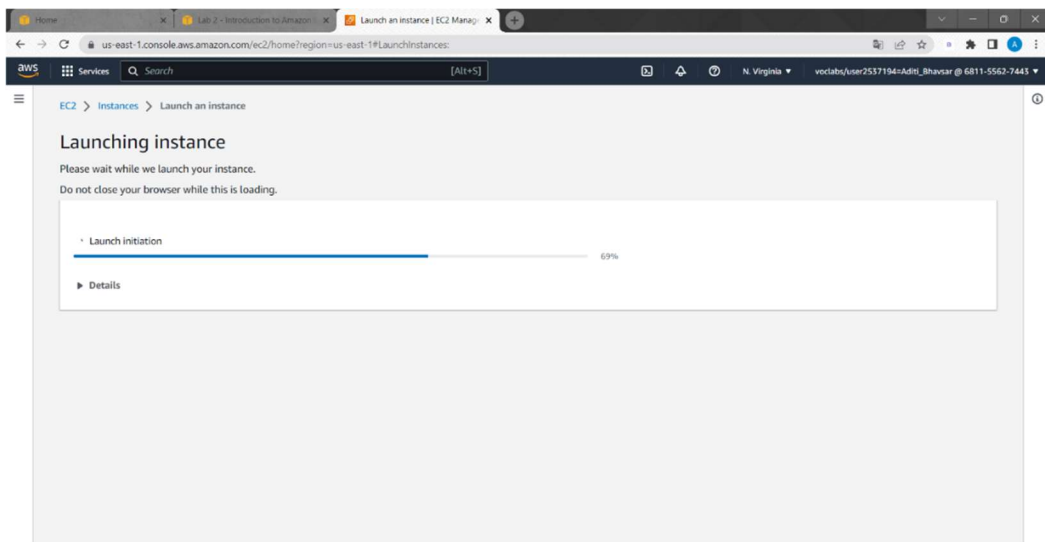 Home
Lab 2 - Introduction to Amazon
Launch an instance | EC2 Manag
us-east-1.console.aws.amazon.com/ec2/home?region=us-east-1#LaunchInstances:
A
aws
Services
Search
[Alt+S]
N. Virginia
voclabs/user2537194=Aditi_Bhavsar @ 6811-5562-7443
EC2 > Instances > Launch an instance
Launching instance
Please wait while we launch your instance.
Do not close your browser while this is loading.
Launch initiation
69%
Details